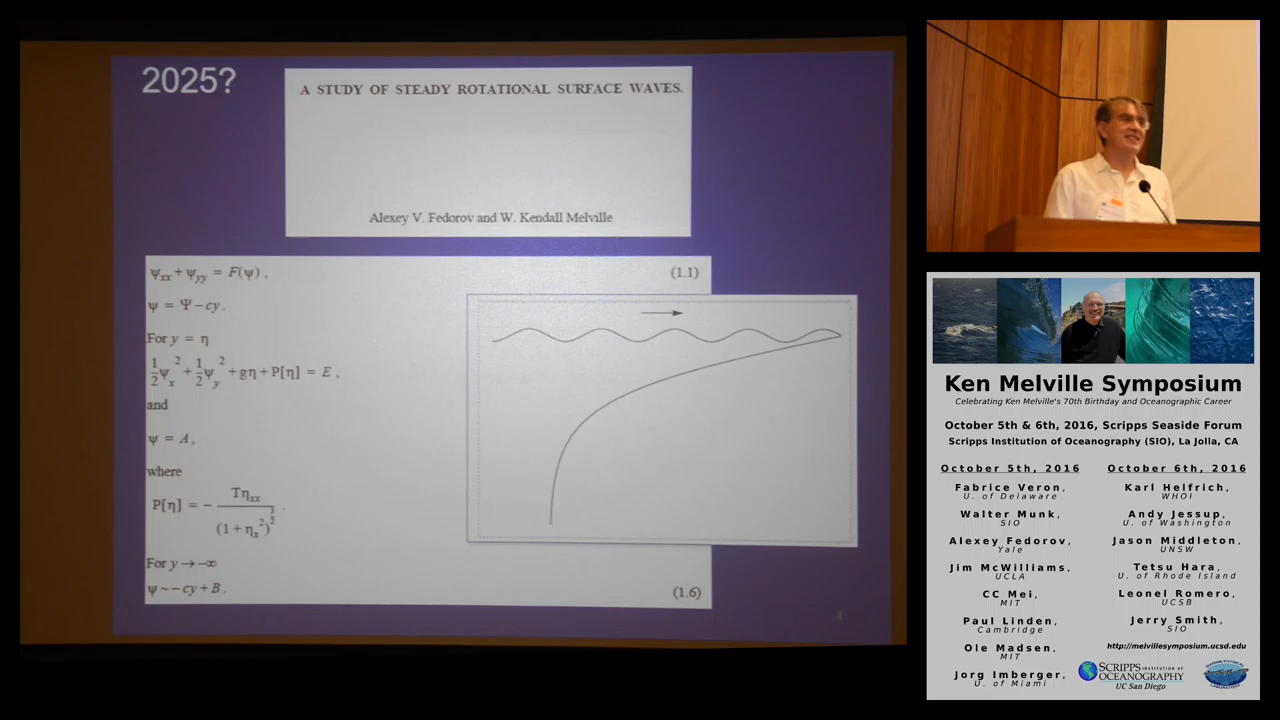 2025?
A STUDY OF STEADY ROTATIONAL SURFACE WAVES.
Alexey V. Fedorov and W. Kendall Melville
ψxx + ψyy = F(ψ) , (1.1)
ψ = Ψ − cy .
For y = η
1/2 ψx² + 1/2 ψy² + gη + P[η] = E ,
and
ψ = A ,
where
P[η] = − Tηxx / (1 + ηx²)^(3/2) .
For y → −∞
ψ ~ − cy + B . (1.6)
4
Ken Melville Symposium
Celebrating Ken Melville's 70th Birthday and Oceanographic Career
October 5th & 6th, 2016, Scripps Seaside Forum
Scripps Institution of Oceanography (SIO), La Jolla, CA
October 5th, 2016
Fabrice Veron,
U. of Delaware
Walter Munk,
SIO
Alexey Fedorov,
Yale
Jim McWilliams,
UCLA
CC Mei,
MIT
Paul Linden,
Cambridge
Ole Madsen,
MIT
Jorg Imberger,
U. of Miami
October 6th, 2016
Karl Helfrich,
WHOI
Andy Jessup,
U. of Washington
Jason Middleton,
UNSW
Tetsu Hara,
U. of Rhode Island
Leonel Romero,
UCSB
Jerry Smith,
SIO
http://melvillesymposium.ucsd.edu
SCRIPPS INSTITUTION OF
OCEANOGRAPHY
UC San Diego